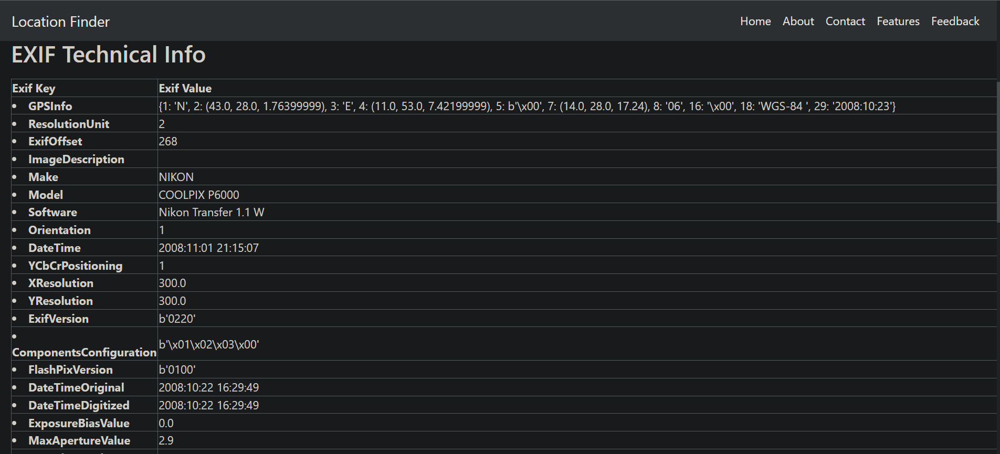 Location Finder Home About Contact Features Feedback
EXIF Technical Info
Exif Key Exif Value
• GPSInfo {1: 'N', 2: (43.0, 28.0, 1.76399999), 3: 'E', 4: (11.0, 53.0, 7.42199999), 5: b'\x00', 7: (14.0, 28.0, 17.24), 8: '06', 16: '\x00', 18: 'WGS-84 ', 29: '2008:10:23'}
• ResolutionUnit 2
• ExifOffset 268
• ImageDescription
• Make NIKON
• Model COOLPIX P6000
• Software Nikon Transfer 1.1 W
• Orientation 1
• DateTime 2008:11:01 21:15:07
• YCbCrPositioning 1
• XResolution 300.0
• YResolution 300.0
• ExifVersion b'0220'
• ComponentsConfiguration b'\x01\x02\x03\x00'
• FlashPixVersion b'0100'
• DateTimeOriginal 2008:10:22 16:29:49
• DateTimeDigitized 2008:10:22 16:29:49
• ExposureBiasValue 0.0
• MaxApertureValue 2.9